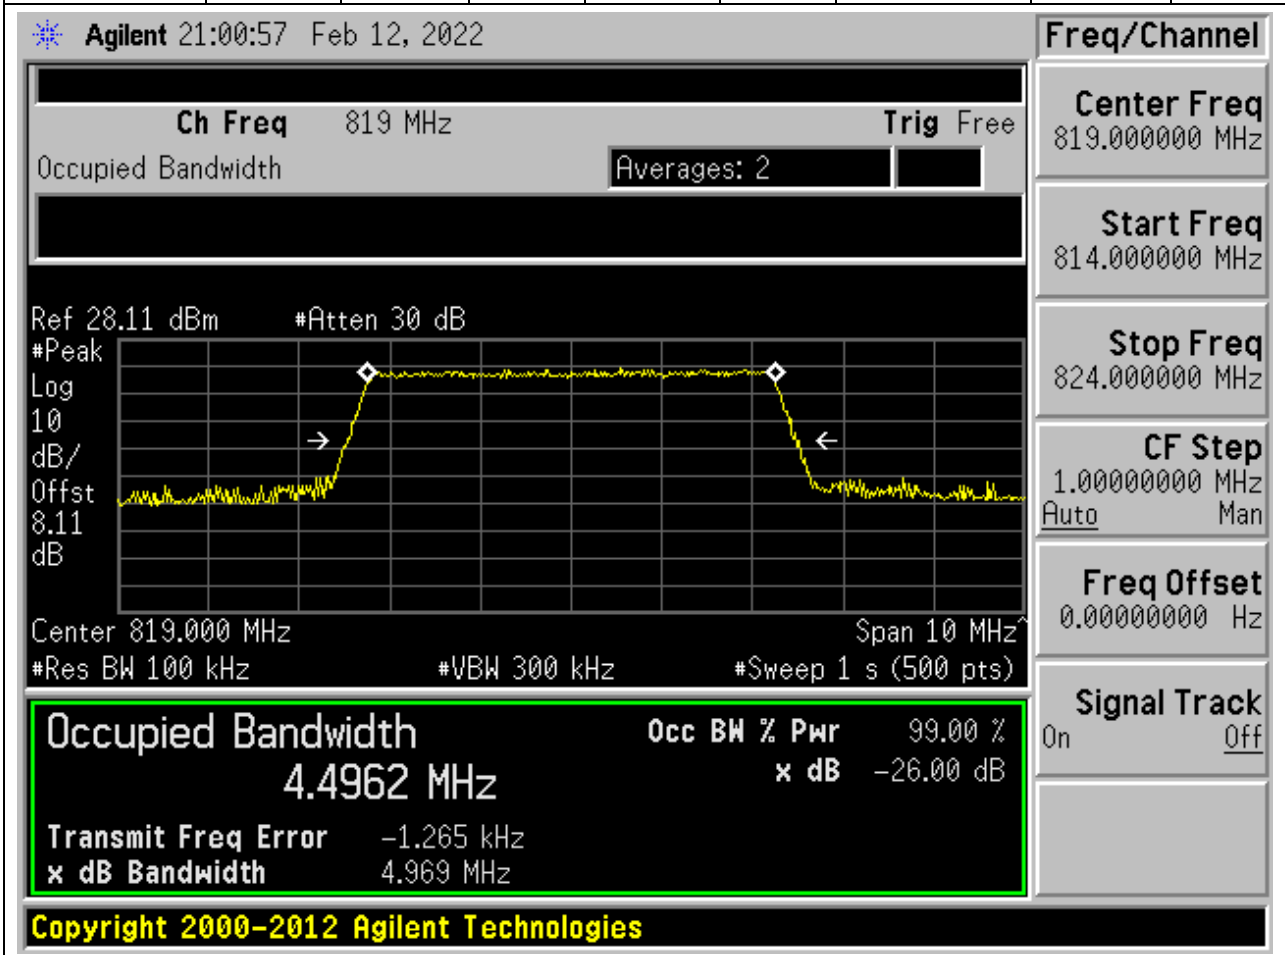 Agilent 21:00:57 Feb 12, 2022
Ch Freq 819 MHz Trig Free
Occupied Bandwidth Averages: 2
Ref 28.11 dBm #Atten 30 dB
#Peak
Log
10
dB/
Offst
8.11
dB
Center 819.000 MHz Span 10 MHz^
#Res BW 100 kHz #VBW 300 kHz #Sweep 1 s (500 pts)
Occupied Bandwidth Occ BW % Pwr 99.00 %
4.4962 MHz x dB -26.00 dB
Transmit Freq Error -1.265 kHz
x dB Bandwidth 4.969 MHz
Copyright 2000-2012 Agilent Technologies
Freq/Channel
Center Freq
819.000000 MHz
Start Freq
814.000000 MHz
Stop Freq
824.000000 MHz
CF Step
1.00000000 MHz
Auto Man
Freq Offset
0.00000000 Hz
Signal Track
On Off